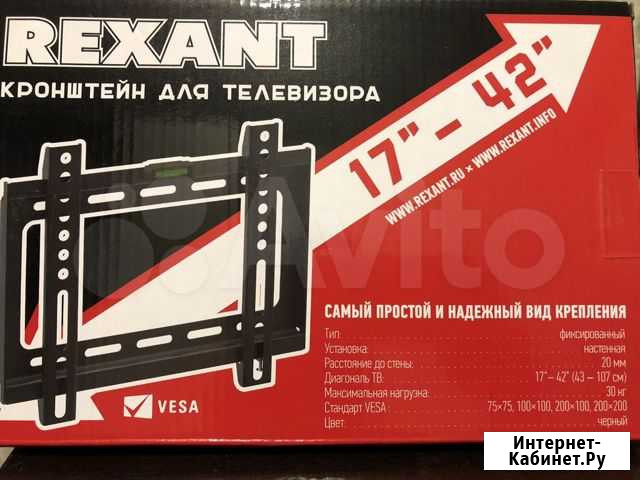 REXANT
КРОНШТЕЙН ДЛЯ ТЕЛЕВИЗОРА
17” – 42”
WWW.REXANT.RU × WWW.REXANT.INFO
Avito
САМЫЙ ПРОСТОЙ И НАДЕЖНЫЙ ВИД КРЕПЛЕНИЯ
Тип: фиксированный
Установка: настенная
Расстояние до стены: 20 мм
Диагональ ТВ: 17”– 42” (43 – 107 см)
Максимальная нагрузка: 30 кг
Стандарт VESA : 75×75, 100×100, 200×100, 200×200
Цвет: черный
VESA
Интернет-
Кабинет.Ру